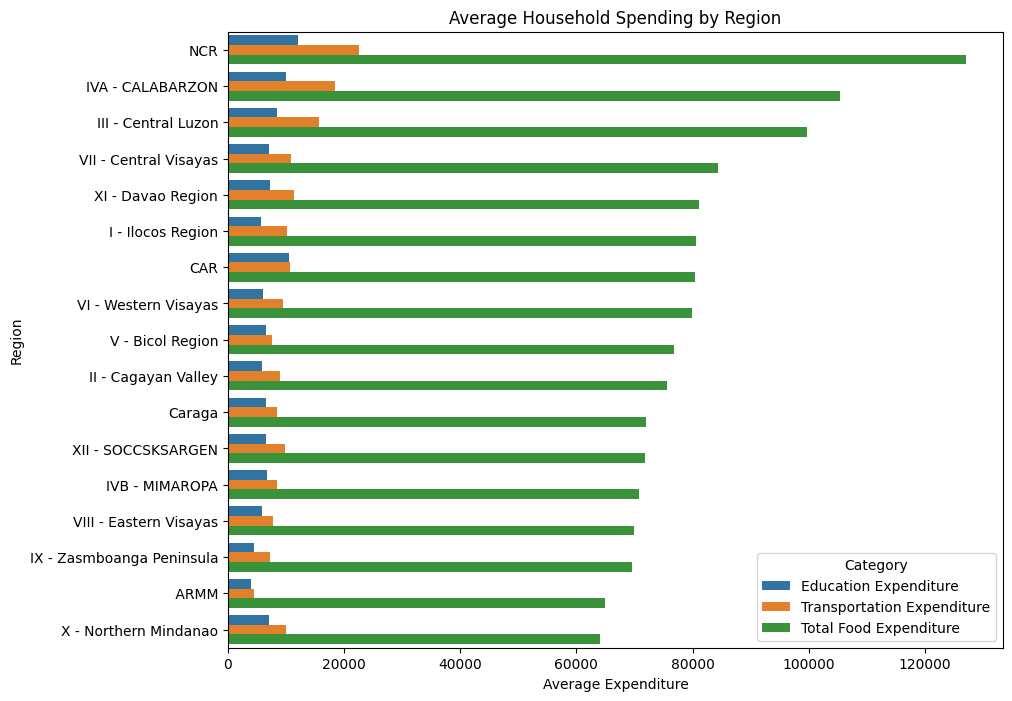 Average Household Spending by Region
NCR
IVA - CALABARZON
III - Central Luzon
VII - Central Visayas
XI - Davao Region
I - Ilocos Region
CAR
VI - Western Visayas
V - Bicol Region
II - Cagayan Valley
Caraga
XII - SOCCSKSARGEN
IVB - MIMAROPA
VIII - Eastern Visayas
IX - Zasmboanga Peninsula
ARMM
X - Northern Mindanao
Region
Category
Education Expenditure
Transportation Expenditure
Total Food Expenditure
0 20000 40000 60000 80000 100000 120000
Average Expenditure